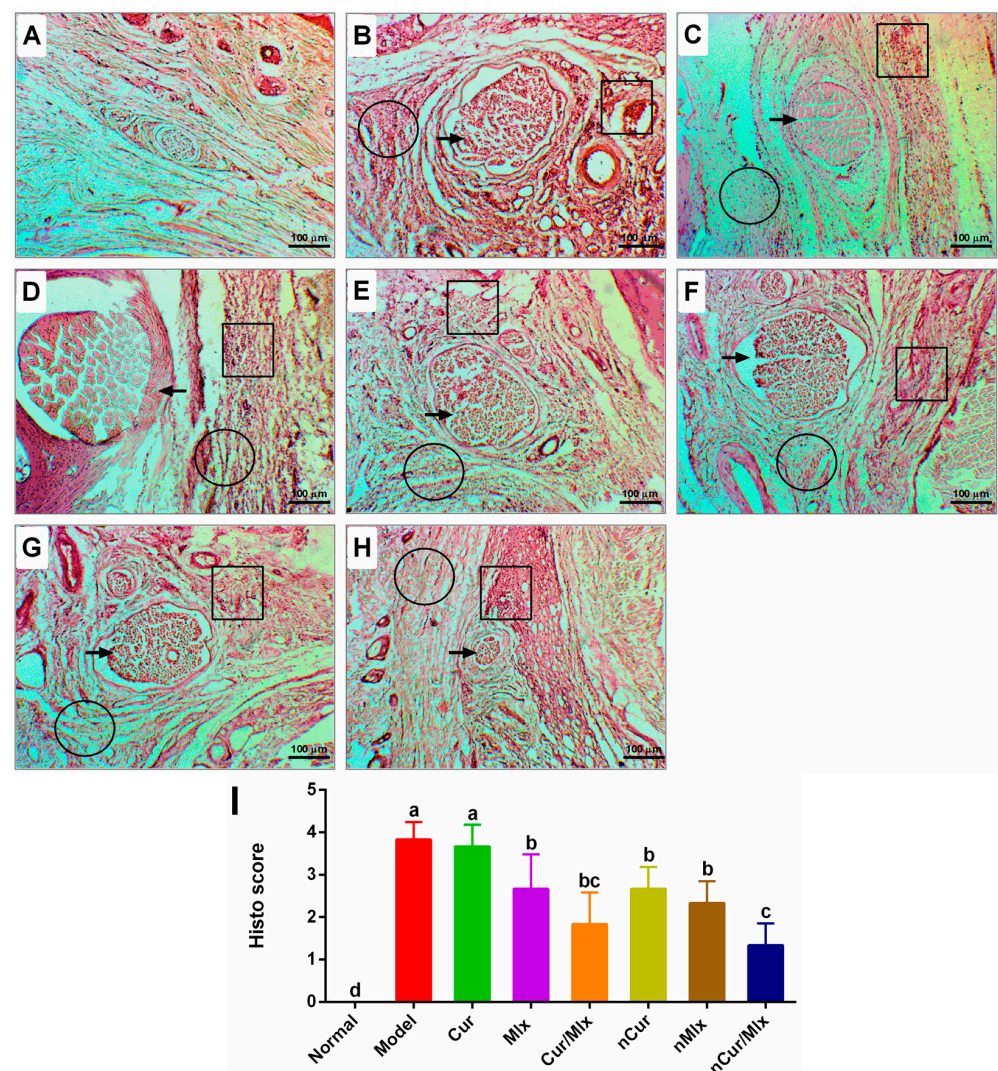 A
100 μm
B
100 μm
C
100 μm
D
100 μm
E
100 μm
F
100 μm
G
100 μm
H
100 μm
I
Histo score
5
4
3
2
1
0
d
a
a
b
bc
b
b
c
Normal
Model
Cur
Mlx
Cur/Mlx
nCur
nMlx
nCur/Mlx